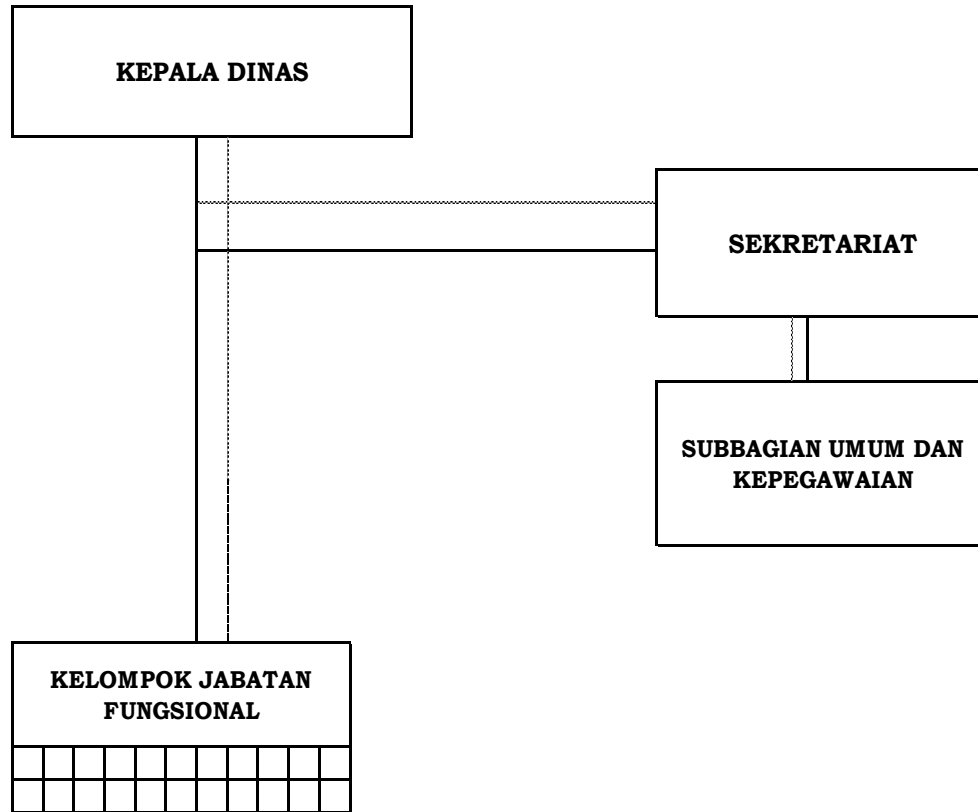 KEPALA DINAS
SEKRETARIAT
SUBBAGIAN UMUM DAN
KEPEGAWAIAN
KELOMPOK JABATAN
FUNGSIONAL